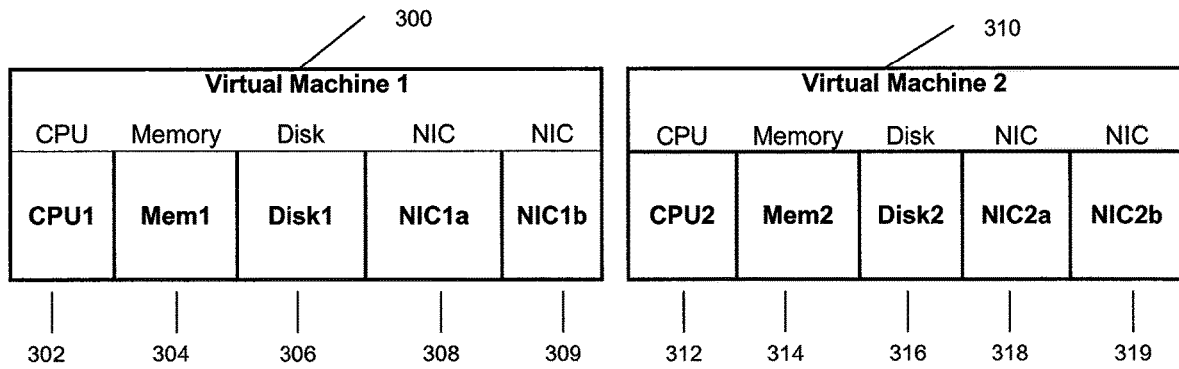 300
310
Virtual Machine 1
Virtual Machine 2
CPU Memory Disk NIC NIC
CPU Memory Disk NIC NIC
CPU1 Mem1 Disk1 NIC1a NIC1b
CPU2 Mem2 Disk2 NIC2a NIC2b
302 304 306 308 309
312 314 316 318 319